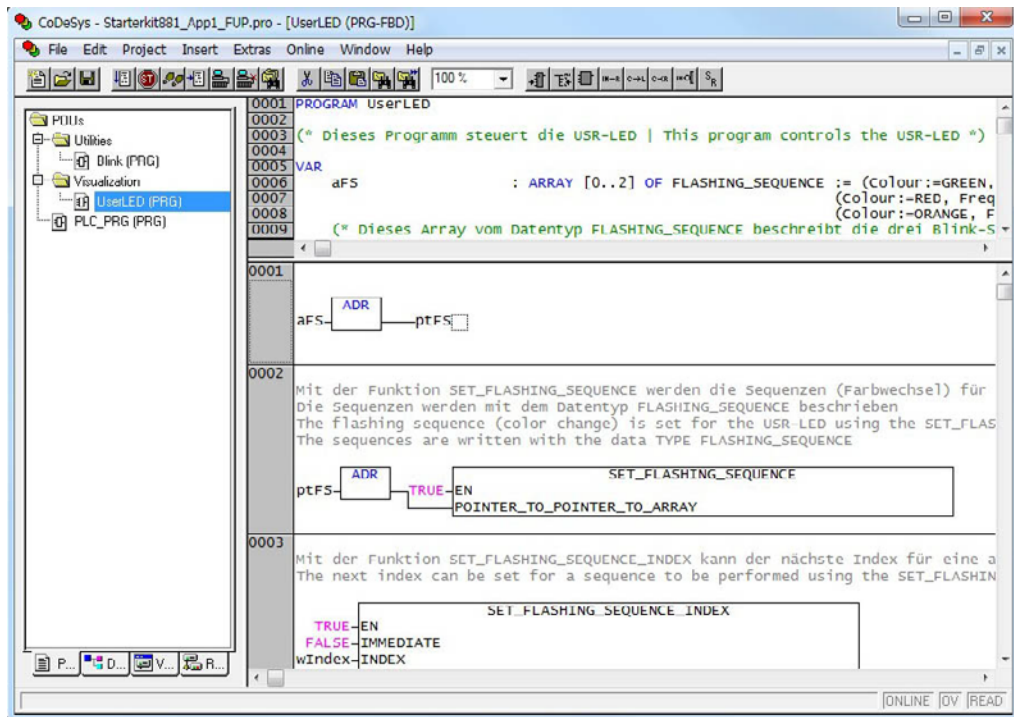 CoDeSys - Starterkit881_App1_FUP.pro - [UserLED (PRG-FBD)]
File Edit Project Insert Extras Online Window Help
100 %
POUs
Utilities
Blink (PRG)
Visualization
UserLED (PRG)
PLC_PRG (PRG)
P... D... V... R...
0001 PROGRAM UserLED
0002
0003 (* Dieses Programm steuert die USR-LED | This program controls the USR-LED *)
0004
0005 VAR
0006 aFS : ARRAY [0..2] OF FLASHING_SEQUENCE := (Colour:=GREEN,
0007 (Colour:=RED, Freq
0008 (Colour:=ORANGE, F
0009 (* Dieses Array vom Datentyp FLASHING_SEQUENCE beschreibt die drei Blink-S
0001
ADR
aFS ptFS
0002
Mit der Funktion SET_FLASHING_SEQUENCE werden die Sequenzen (Farbwechsel) für
Die Sequenzen werden mit dem Datentyp FLASHING_SEQUENCE beschrieben
The flashing sequence (color change) is set for the USR-LED using the SET_FLAS
The sequences are written with the data TYPE FLASHING_SEQUENCE
ADR SET_FLASHING_SEQUENCE
ptFS TRUE EN
POINTER_TO_POINTER_TO_ARRAY
0003
Mit der Funktion SET_FLASHING_SEQUENCE_INDEX kann der nächste Index für eine a
The next index can be set for a sequence to be performed using the SET_FLASHIN
SET_FLASHING_SEQUENCE_INDEX
TRUE EN
FALSE IMMEDIATE
wIndex INDEX
ONLINE OV READ